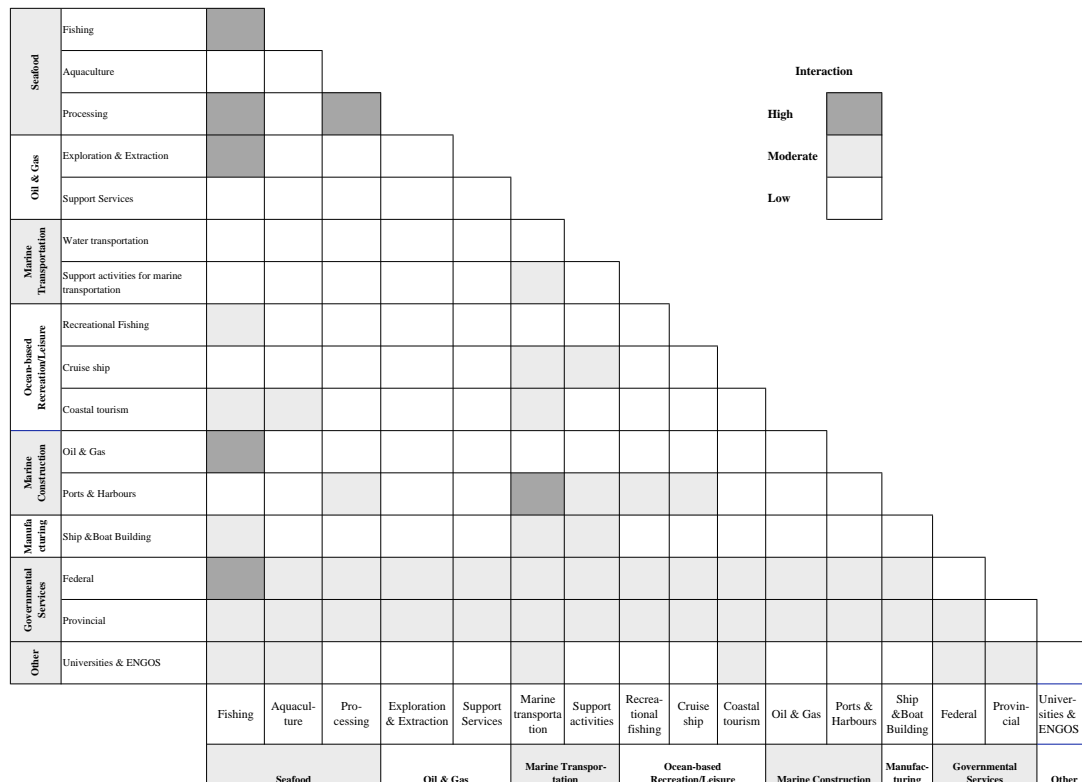 Seafood
Fishing
Aquaculture
Processing
Oil & Gas
Exploration & Extraction
Support Services
Marine
Transportation
Water transportation
Support activities for marine
transportation
Ocean-based
Recreation/Leisure
Recreational Fishing
Cruise ship
Coastal tourism
Marine
Construction
Oil & Gas
Ports & Harbours
Manufa
cturing
Ship &Boat Building
Governmental
Services
Federal
Provincial
Other
Universities & ENGOS
Interaction
High
Moderate
Low
Fishing
Aquacul-
ture
Pro-
cessing
Exploration
& Extraction
Support
Services
Marine
transporta
tion
Support
activities
Recrea-
tional
fishing
Cruise
ship
Coastal
tourism
Oil & Gas
Ports &
Harbours
Ship
&Boat
Building
Federal
Provin-
cial
Univer-
sities &
ENGOS
Seafood
Oil & Gas
Marine Transpor-
tation
Ocean-based
Recreation/Leisure
Marine Construction
Manufac-
turing
Governmental
Services
Other